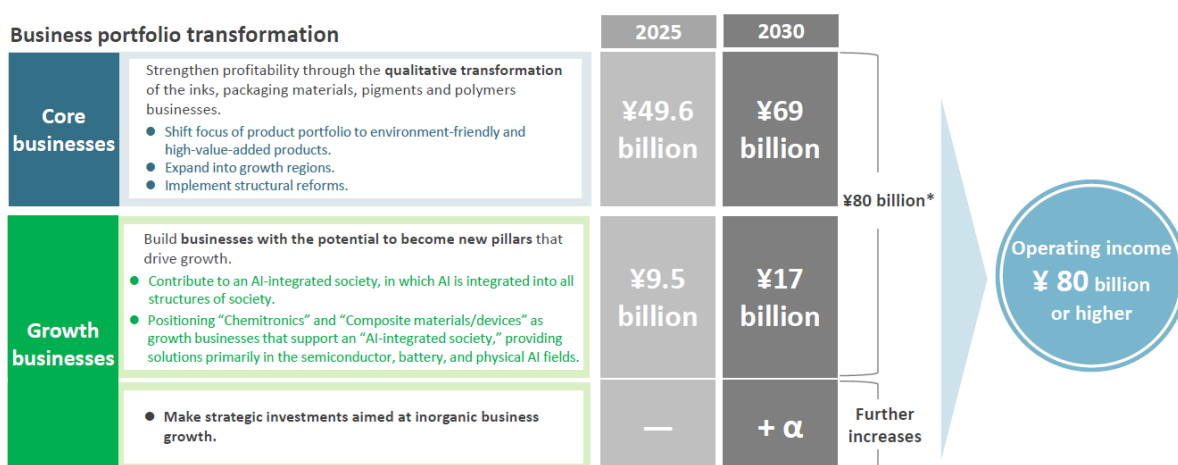 Business portfolio transformation
2025
2030
Core
businesses
Strengthen profitability through the qualitative transformation
of the inks, packaging materials, pigments and polymers
businesses.
● Shift focus of product portfolio to environment-friendly and
high-value-added products.
● Expand into growth regions.
● Implement structural reforms.
¥49.6
billion
¥69
billion
¥80 billion*
Growth
businesses
Build businesses with the potential to become new pillars that
drive growth.
● Contribute to an AI-integrated society, in which AI is integrated into all
structures of society.
● Positioning “Chemitronics” and “Composite materials/devices” as
growth businesses that support an “AI-integrated society,” providing
solutions primarily in the semiconductor, battery, and physical AI fields.
¥9.5
billion
¥17
billion
● Make strategic investments aimed at inorganic business
growth.
—
+ α
Further
increases
Operating income
¥ 80 billion
or higher